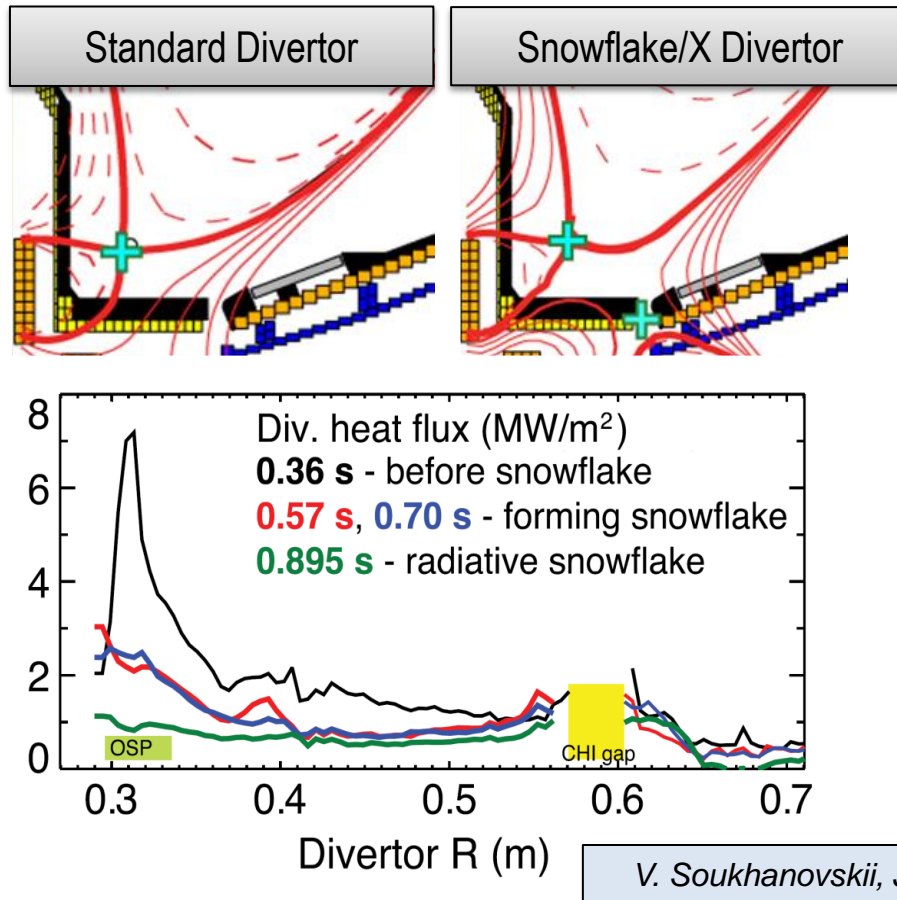 Standard Divertor
Snowflake/X Divertor
Div. heat flux (MW/m²)
0.36 s - before snowflake
0.57 s, 0.70 s - forming snowflake
0.895 s - radiative snowflake
8
6
4
2
0
OSP
CHI gap
0.3 0.4 0.5 0.6 0.7
Divertor R (m)
V. Soukhanovskii,